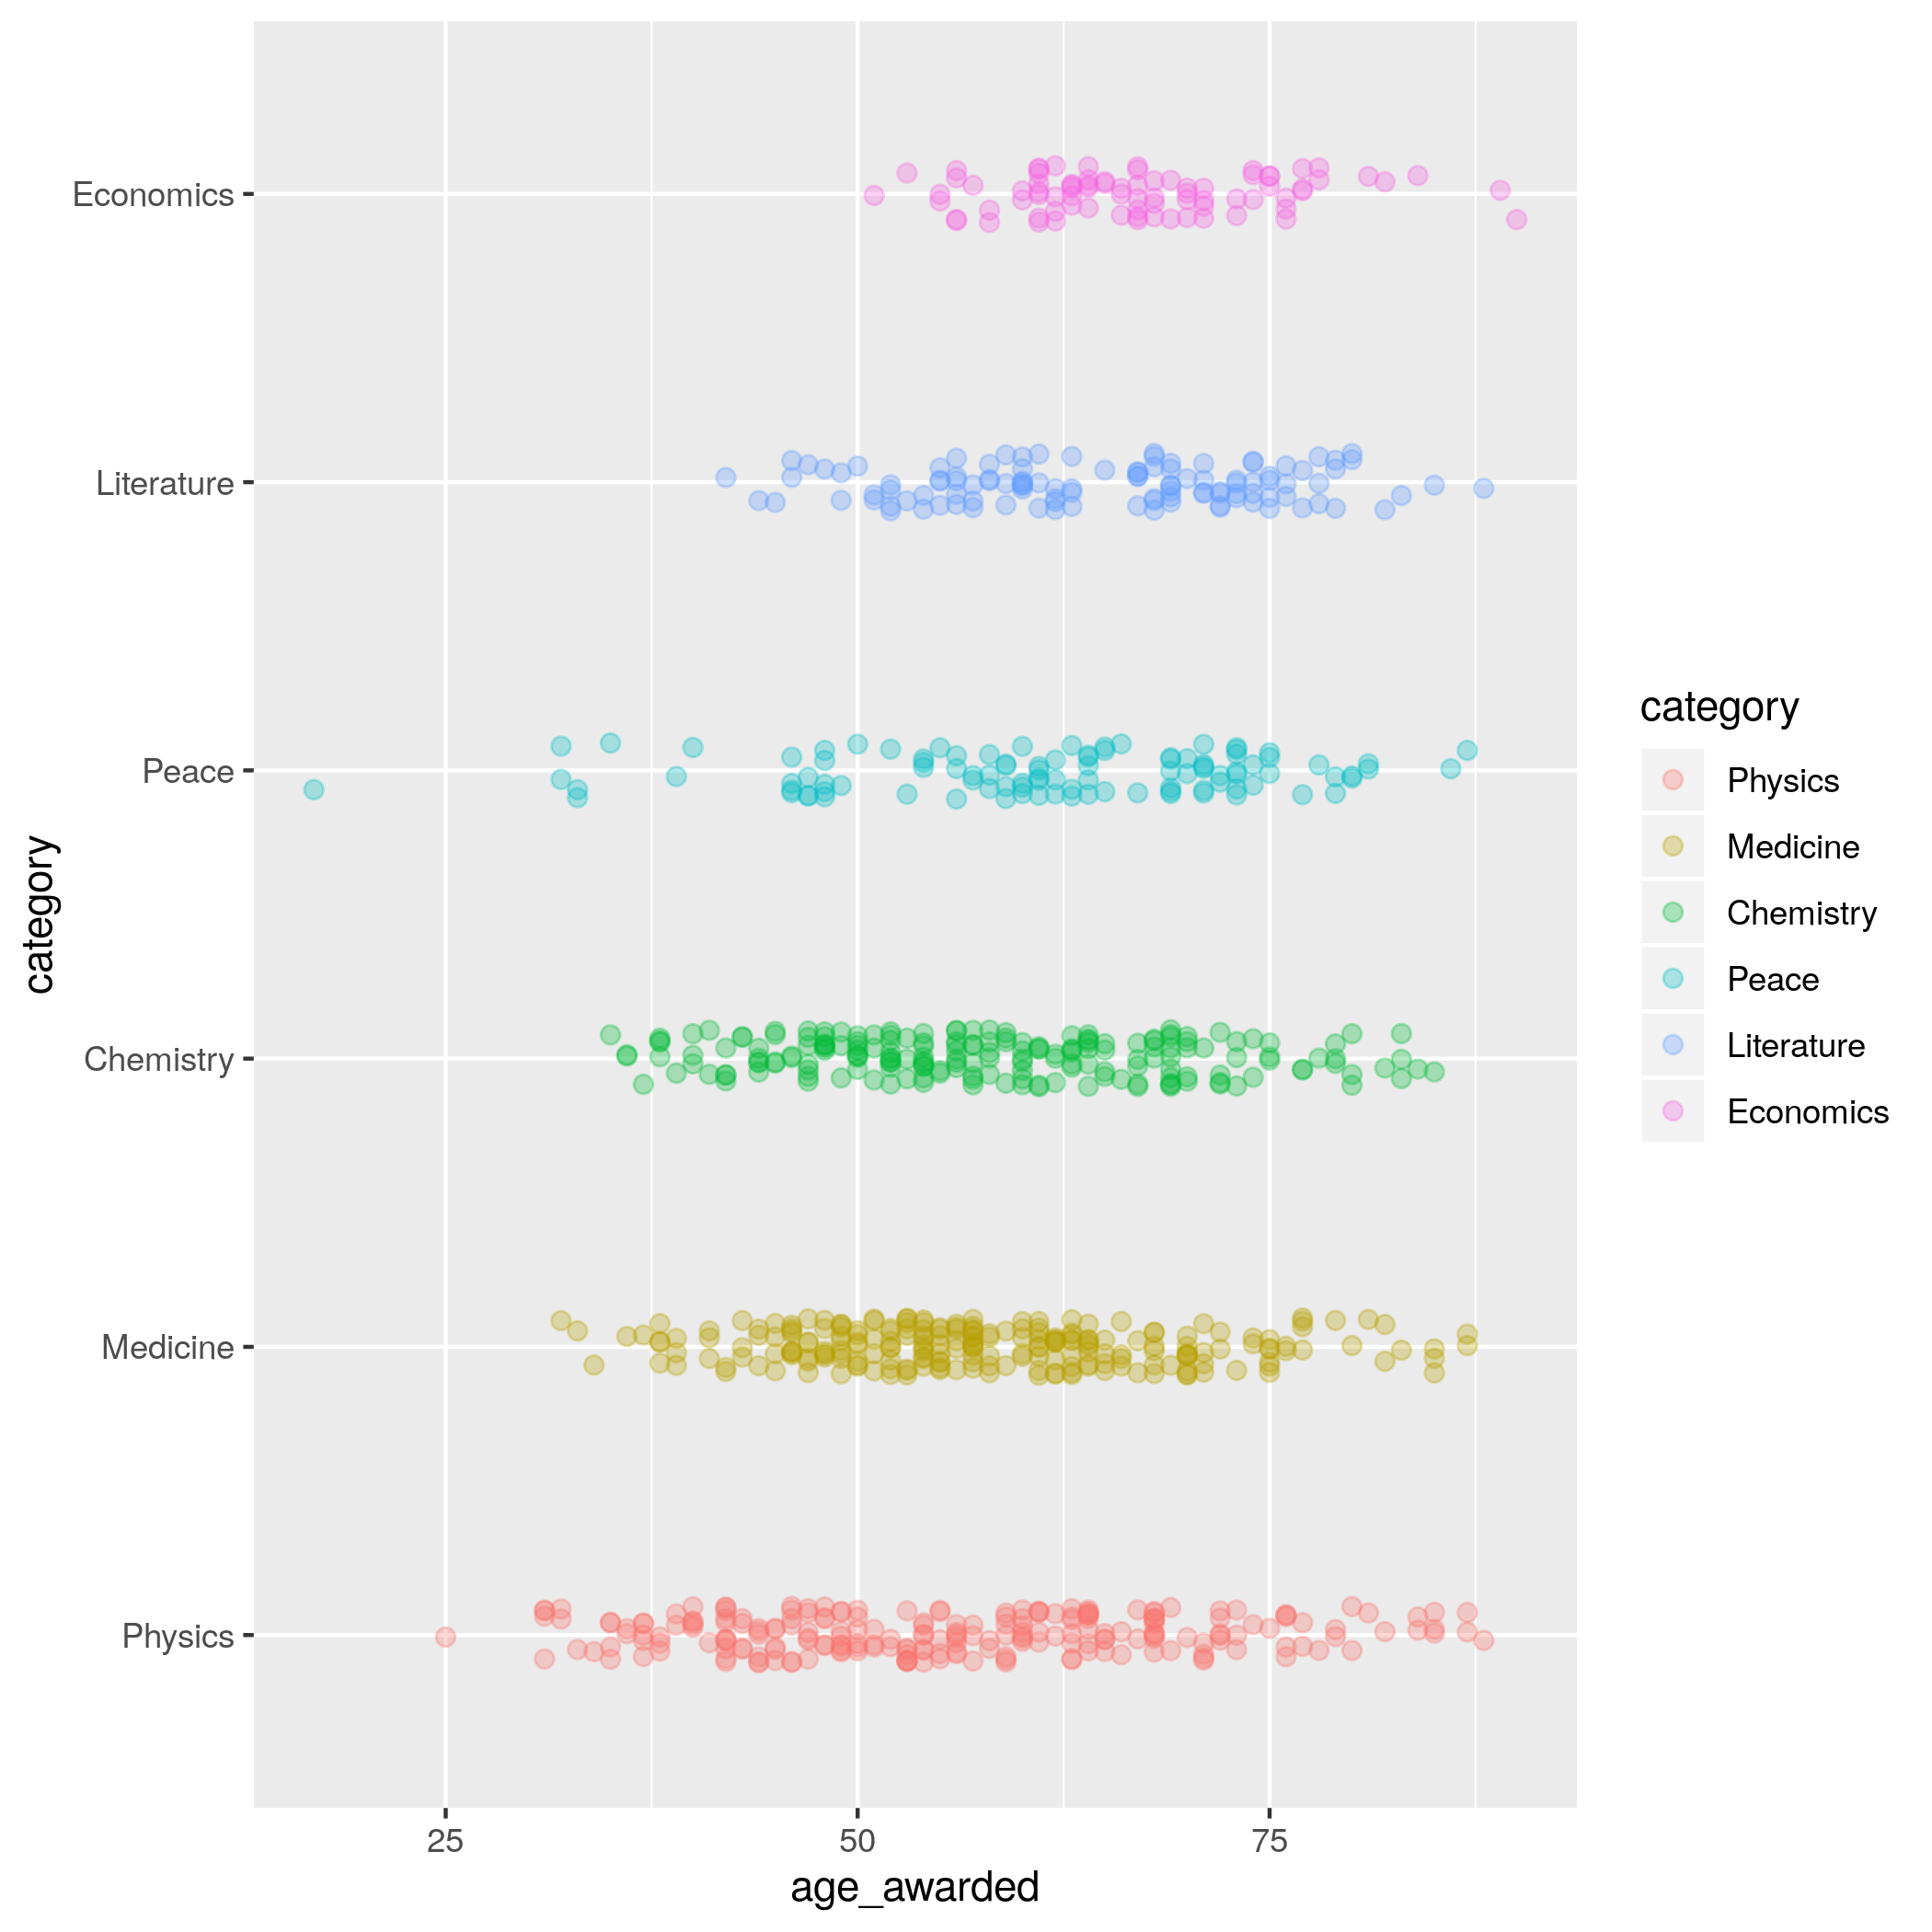 Economics
Literature
Peace
Chemistry
Medicine
Physics
category
25 50 75
age_awarded
category
Physics
Medicine
Chemistry
Peace
Literature
Economics